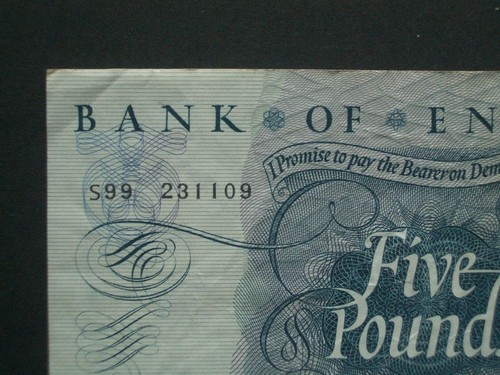 BANK OF EN
I Promise to pay the Bearer on Dem
S99 231109
Five
Pound